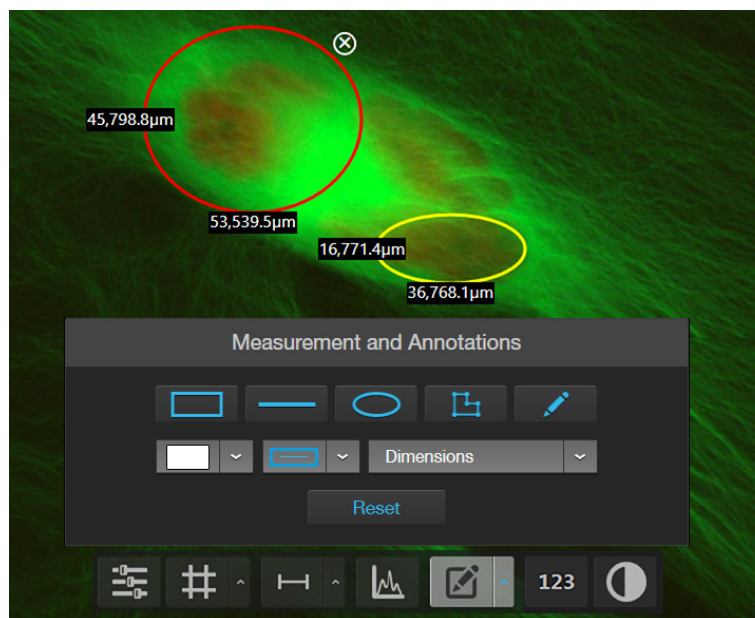 45,798.8µm
53,539.5µm
16,771.4µm
36,768.1µm
Measurement and Annotations
Dimensions
Reset
123